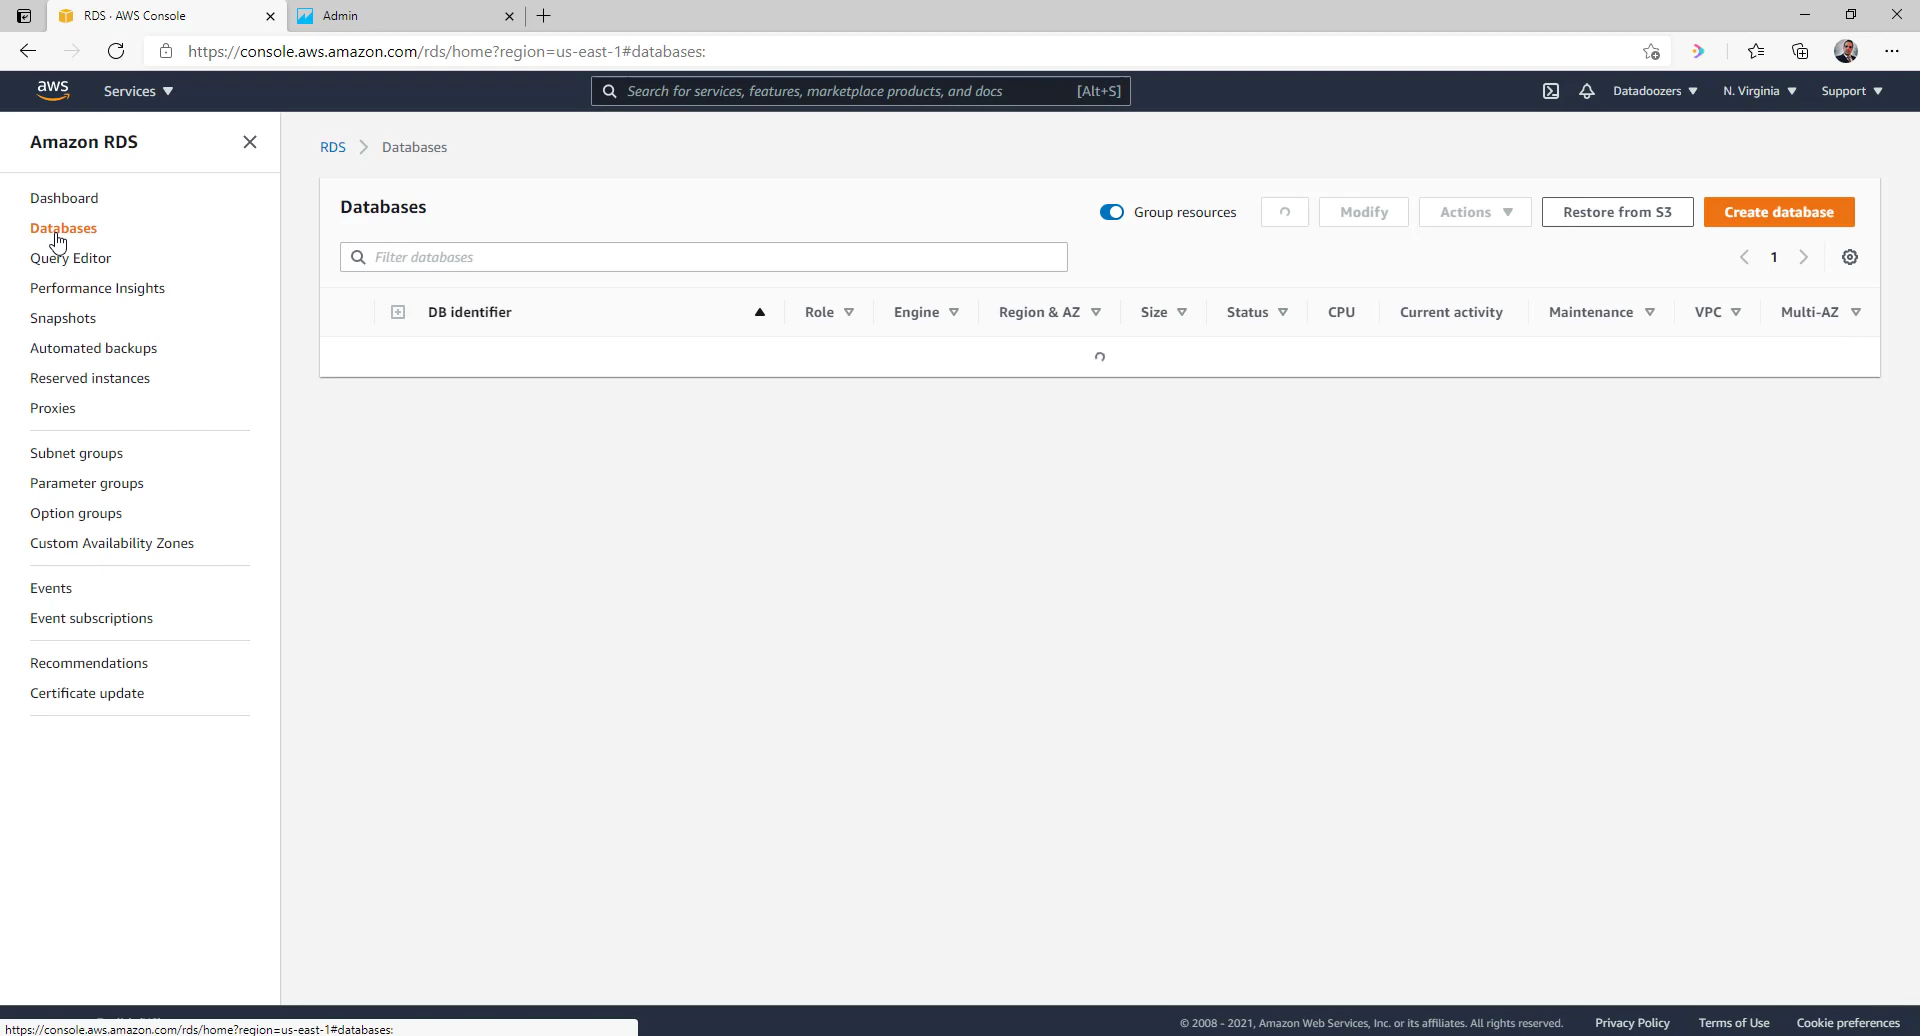 RDS · AWS Console
Admin
https://console.aws.amazon.com/rds/home?region=us-east-1#databases:
aws
Services
Search for services, features, marketplace products, and docs
[Alt+S]
Datadoozers
N. Virginia
Support
Amazon RDS
Dashboard
Databases
Query Editor
Performance Insights
Snapshots
Automated backups
Reserved instances
Proxies
Subnet groups
Parameter groups
Option groups
Custom Availability Zones
Events
Event subscriptions
Recommendations
Certificate update
RDS
Databases
Databases
Group resources
Modify
Actions
Restore from S3
Create database
Filter databases
1
DB identifier
Role
Engine
Region & AZ
Size
Status
CPU
Current activity
Maintenance
VPC
Multi-AZ
https://console.aws.amazon.com/rds/home?region=us-east-1#databases:
© 2008 - 2021, Amazon Web Services, Inc. or its affiliates. All rights reserved.
Privacy Policy
Terms of Use
Cookie preferences